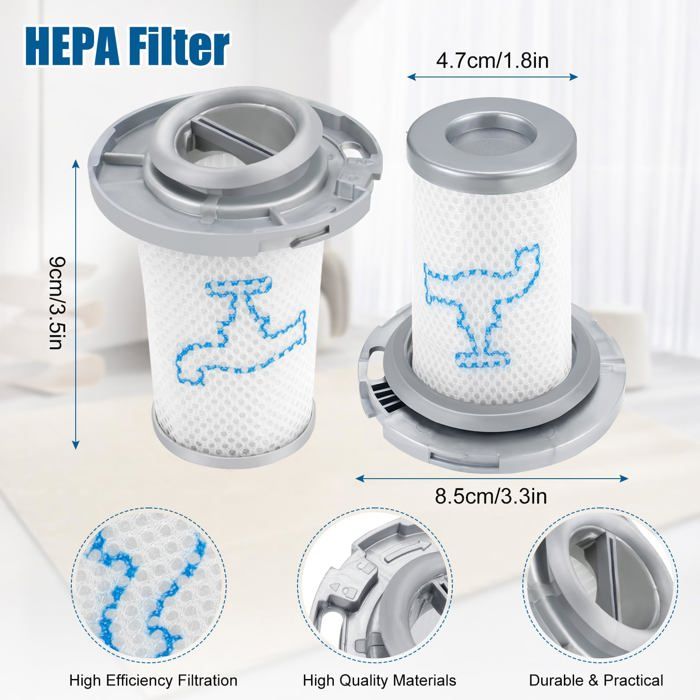 HEPA Filter
4.7cm/1.8in
9cm/3.5in
8.5cm/3.3in
High Efficiency Filtration
High Quality Materials
Durable & Practical